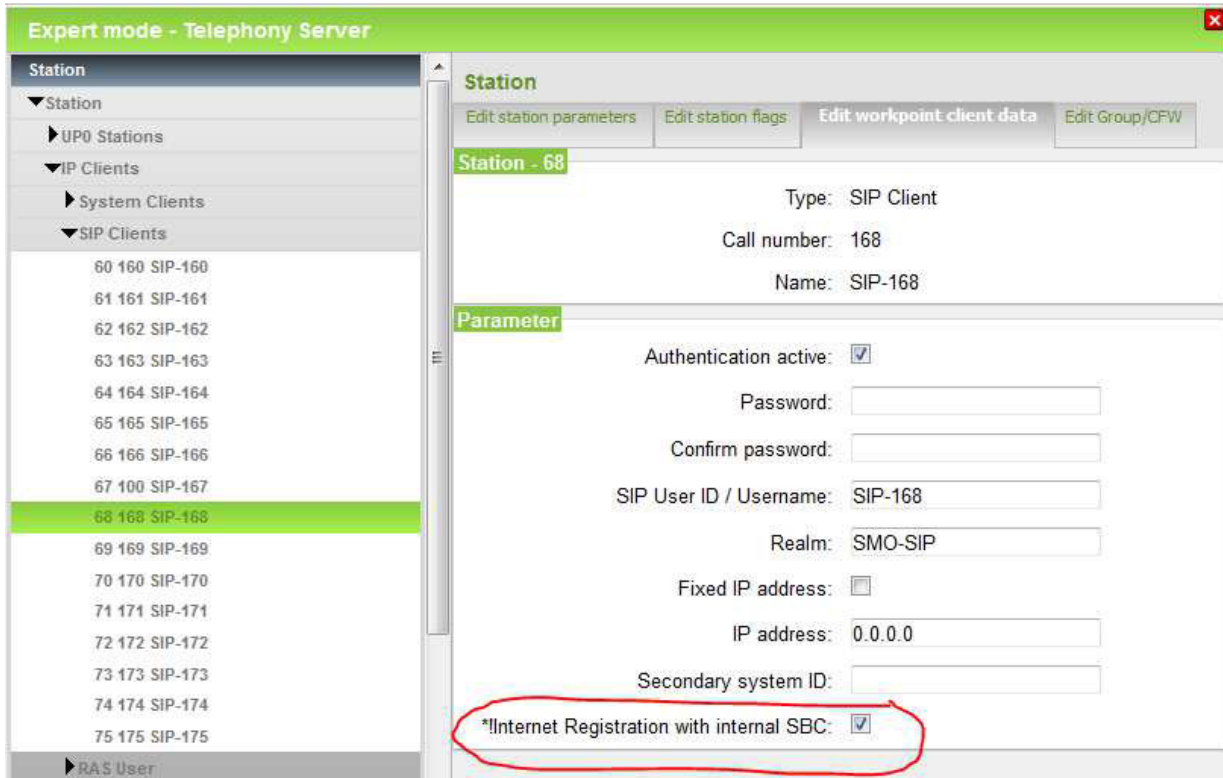 Expert mode - Telephony Server
Station
Station
UP0 Stations
IP Clients
System Clients
SIP Clients
60 160 SIP-160
61 161 SIP-161
62 162 SIP-162
63 163 SIP-163
64 164 SIP-164
65 165 SIP-165
66 166 SIP-166
67 100 SIP-167
68 168 SIP-168
69 169 SIP-169
70 170 SIP-170
71 171 SIP-171
72 172 SIP-172
73 173 SIP-173
74 174 SIP-174
75 175 SIP-175
RAS User
Station
Edit station parameters Edit station flags Edit workpoint client data Edit Group/CFW
Station - 68
Type: SIP Client
Call number: 168
Name: SIP-168
Parameter
Authentication active:
Password:
Confirm password:
SIP User ID / Username: SIP-168
Realm: SMO-SIP
Fixed IP address:
IP address: 0.0.0.0
Secondary system ID:
*!Internet Registration with internal SBC: